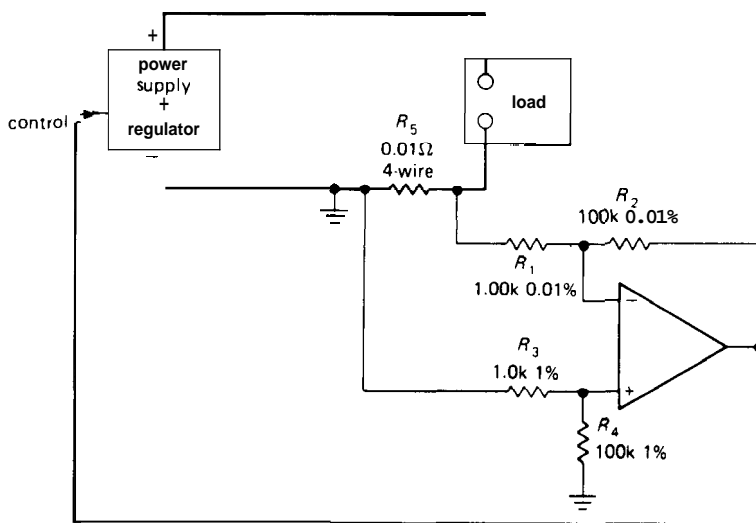 +
power
supply
+
regulator
–
control
load
R5
0.01Ω
4-wire
R2
100k 0.01%
R1
1.00k 0.01%
–
R3
1.0k 1%
+
R4
100k 1%